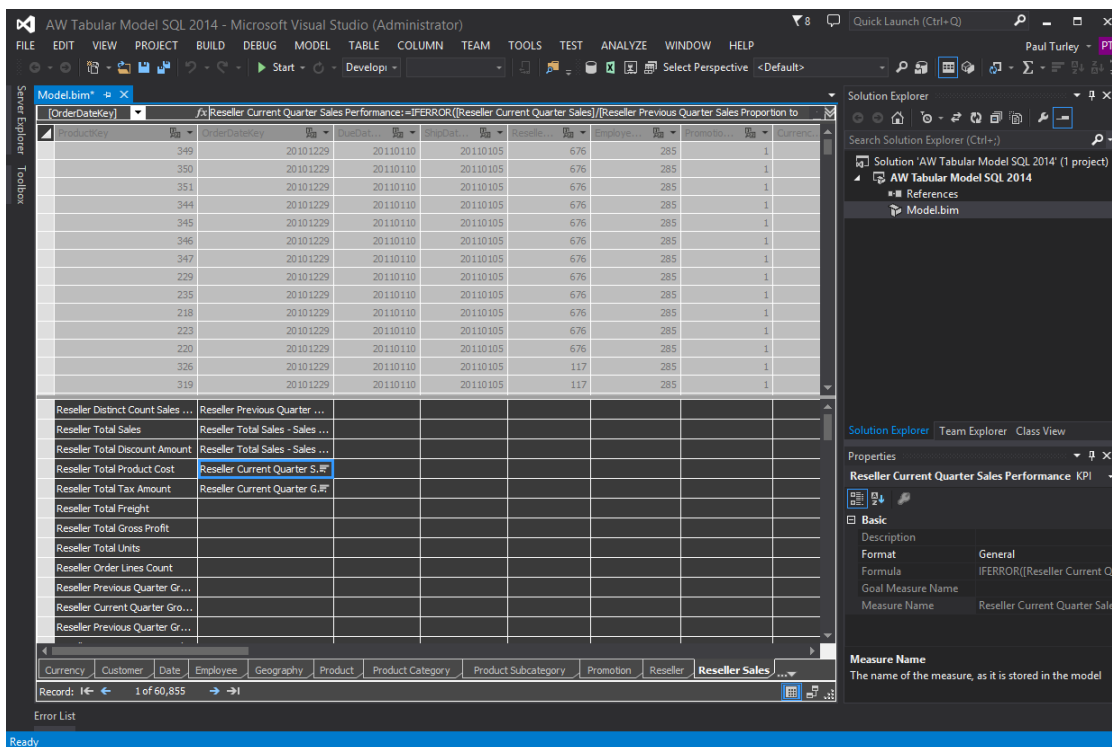 AW Tabular Model SQL 2014 - Microsoft Visual Studio (Administrator)
8
Quick Launch (Ctrl+Q)
FILE EDIT VIEW PROJECT BUILD DEBUG MODEL TABLE COLUMN TEAM TOOLS TEST ANALYZE WINDOW HELP
Paul Turley
PT
Start
Developı
Select Perspective <Default>
Server Explorer
Toolbox
Model.bim*
[OrderDateKey]
fx Reseller Current Quarter Sales Performance:=IFERROR([Reseller Current Quarter Sales]/[Reseller Previous Quarter Sales Proportion to
ProductKey OrderDateKey DueDat... ShipDat... Reselle... Employe... Promotin... Currenc...
349 20101229 20110110 20110105 676 285 1
350 20101229 20110110 20110105 676 285 1
351 20101229 20110110 20110105 676 285 1
344 20101229 20110110 20110105 676 285 1
345 20101229 20110110 20110105 676 285 1
346 20101229 20110110 20110105 676 285 1
347 20101229 20110110 20110105 676 285 1
229 20101229 20110110 20110105 676 285 1
235 20101229 20110110 20110105 676 285 1
218 20101229 20110110 20110105 676 285 1
223 20101229 20110110 20110105 676 285 1
220 20101229 20110110 20110105 676 285 1
326 20101229 20110110 20110105 117 285 1
319 20101229 20110110 20110105 117 285 1
Reseller Distinct Count Sales ... Reseller Previous Quarter ...
Reseller Total Sales Reseller Total Sales - Sales ...
Reseller Total Discount Amount Reseller Total Sales - Sales ...
Reseller Total Product Cost Reseller Current Quarter S...
Reseller Total Tax Amount Reseller Current Quarter G...
Reseller Total Freight
Reseller Total Gross Profit
Reseller Total Units
Reseller Order Lines Count
Reseller Previous Quarter Gr...
Reseller Current Quarter Gro...
Reseller Previous Quarter Gr...
Currency Customer Date Employee Geography Product Product Category Product Subcategory Promotion Reseller Reseller Sales ...
Record: 1 of 60,855
Error List
Ready
Solution Explorer
Search Solution Explorer (Ctrl+;)
Solution 'AW Tabular Model SQL 2014' (1 project)
AW Tabular Model SQL 2014
References
Model.bim
Solution Explorer Team Explorer Class View
Properties
Reseller Current Quarter Sales Performance KPI
Basic
Description
Format General
Formula IFERROR([Reseller Current Q
Goal Measure Name
Measure Name Reseller Current Quarter Sale
Measure Name
The name of the measure, as it is stored in the model